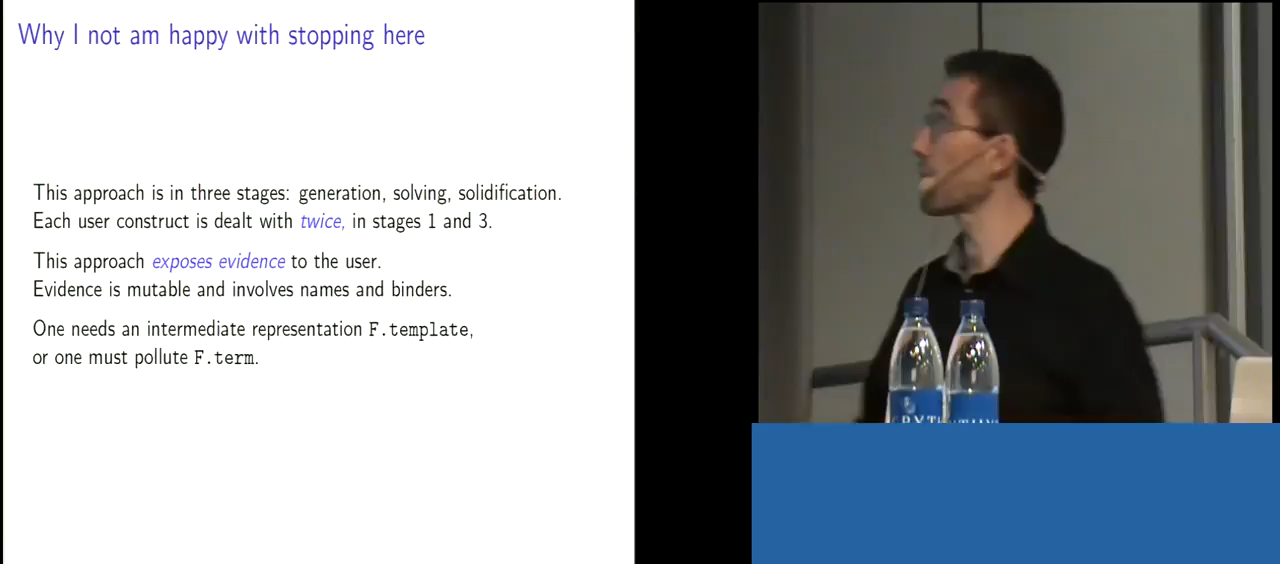 Why I not am happy with stopping here
This approach is in three stages: generation, solving, solidification.
Each user construct is dealt with twice, in stages 1 and 3.
This approach exposes evidence to the user.
Evidence is mutable and involves names and binders.
One needs an intermediate representation F.template,
or one must pollute F.term.